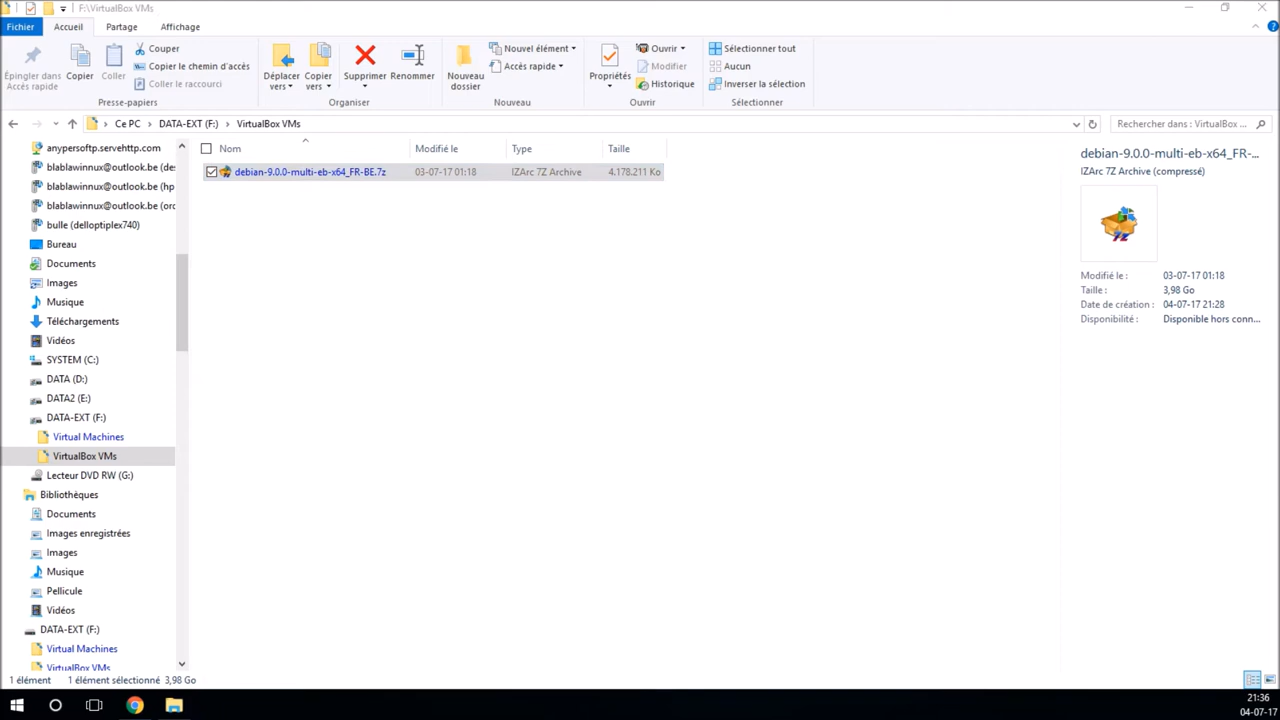 F:\VirtualBox VMs
Fichier Accueil Partage Affichage
Épingler dans Accès rapide
Copier
Coller
Couper
Copier le chemin d'accés
Coller le raccourci
Presse-papiers
Déplacer vers
Copier vers
Supprimer
Renommer
Organiser
Nouveau dossier
Nouvel élément
Accès rapide
Nouveau
Propriétés
Ouvrir
Modifier
Historique
Ouvrir
Sélectionner tout
Aucun
Inverser la sélection
Sélectionner
Ce PC DATA-EXT (F:) VirtualBox VMs
Rechercher dans : VirtualBox ...
anypersoftp.servehttp.com
blablawinnux@outlook.be (des
blablawinnux@outlook.be (hp
blablawinnux@outlook.be (orc
bulle (delloptiplex740)
Bureau
Documents
Images
Musique
Téléchargements
Vidéos
SYSTEM (C:)
DATA (D:)
DATA2 (E:)
DATA-EXT (F:)
Virtual Machines
VirtualBox VMs
Lecteur DVD RW (G:)
Bibliothèques
Documents
Images enregistrées
Images
Musique
Pellicule
Vidéos
DATA-EXT (F:)
Virtual Machines
VirtualBox VMs
Nom Modifié le Type Taille
debian-9.0.0-multi-eb-x64_FR-BE.7z 03-07-17 01:18 IZArc 7Z Archive 4.178.211 Ko
debian-9.0.0-multi-eb-x64_FR-...
IZArc 7Z Archive (compressé)
7Z
Modifié le : 03-07-17 01:18
Taille : 3,98 Go
Date de création : 04-07-17 21:28
Disponibilité : Disponible hors conn...
1 élément 1 élément sélectionné 3,98 Go
21:36
04-07-17